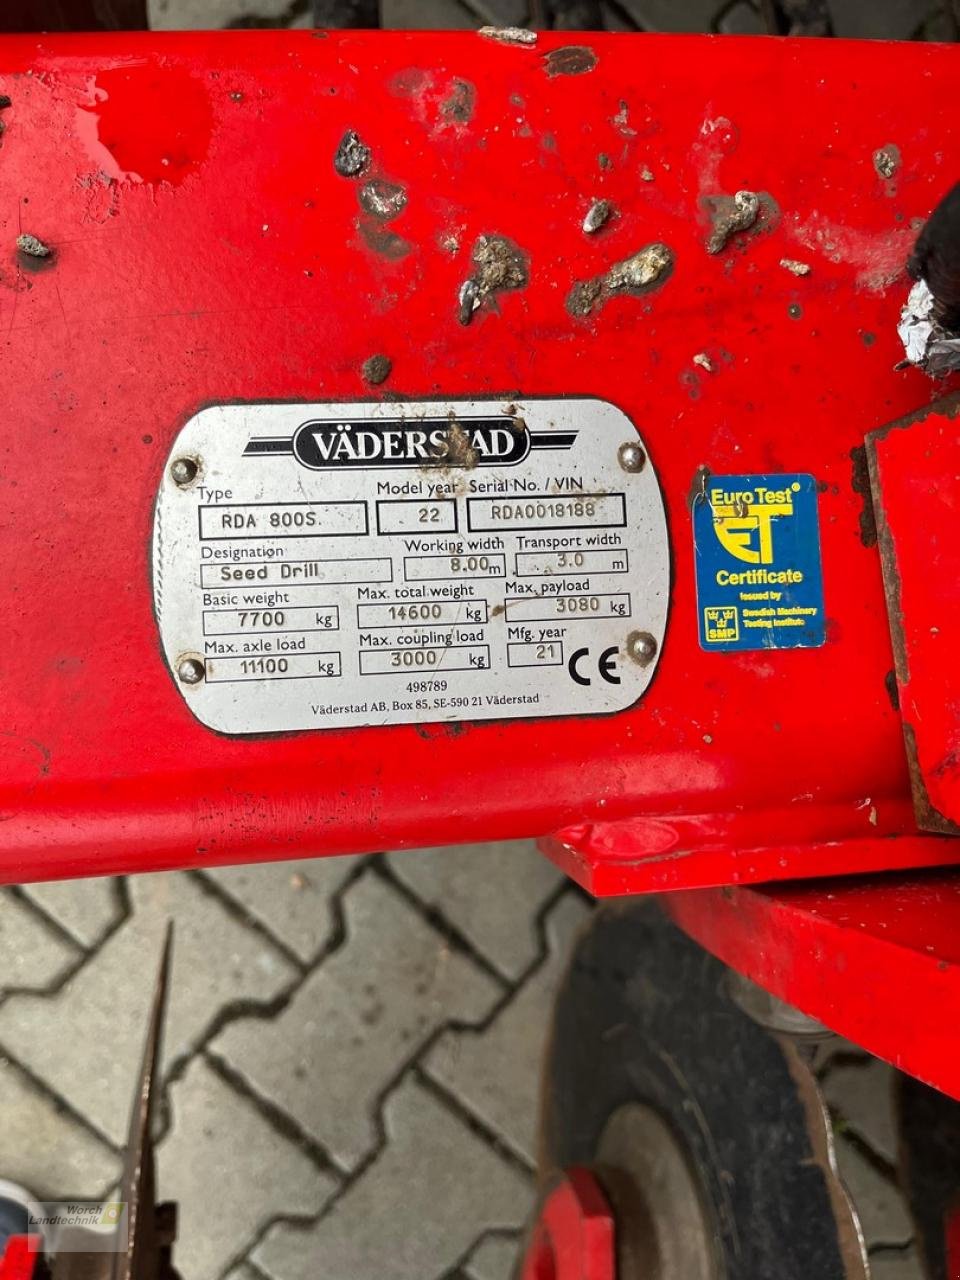 VÄDERSTAD
Type Model year Serial No. / VIN
RDA 800S. 22 RDA0018188
Designation Working width Transport width
Seed Drill 8.00 m 3.0 m
Basic weight Max. total weight Max. payload
7700 kg 14600 kg 3080 kg
Max. axle load Max. coupling load Mfg. year
11100 kg 3000 kg 21 CE
498789
Väderstad AB, Box 85, SE-590 21 Väderstad
Euro Test®
ET
Certificate
Issued by
SMP Swedish Machinery
Testing Institute
Worch
Landtechnik